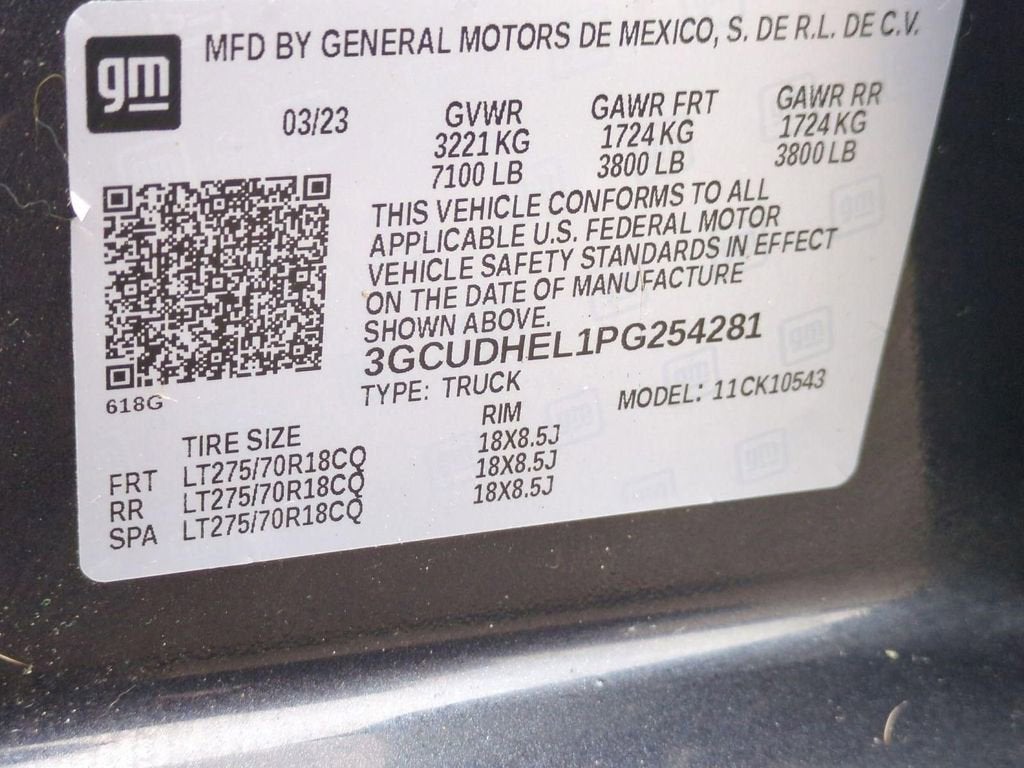 gm MFD BY GENERAL MOTORS DE MEXICO, S. DE R.L. DE C.V.
03/23 GVWR GAWR FRT GAWR RR
3221 KG 1724 KG 1724 KG
7100 LB 3800 LB 3800 LB
THIS VEHICLE CONFORMS TO ALL
APPLICABLE U.S. FEDERAL MOTOR
VEHICLE SAFETY STANDARDS IN EFFECT
ON THE DATE OF MANUFACTURE
SHOWN ABOVE.
3GCUDHEL1PG254281
618G
TYPE: TRUCK MODEL: 11CK10543
TIRE SIZE RIM
FRT LT275/70R18CQ 18X8.5J
RR LT275/70R18CQ 18X8.5J
SPA LT275/70R18CQ 18X8.5J